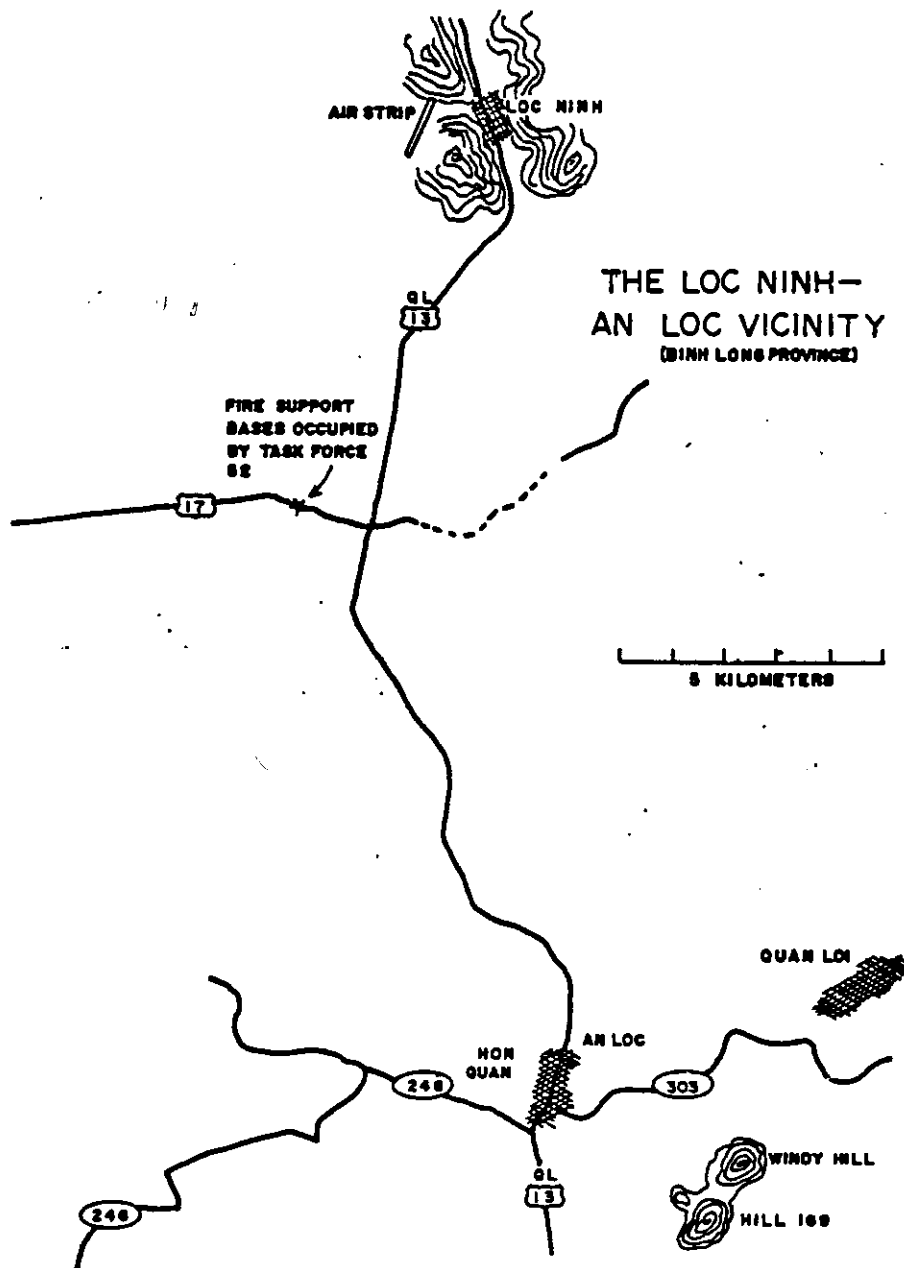 AIR STRIP
LOC NINH
THE LOC NINH–
AN LOC VICINITY
(BINH LONG PROVINCE)
QL
13
FIRE SUPPORT
BASES OCCUPIED
BY TASK FORCE
52
17
5 KILOMETERS
QUAN LOI
AN LOC
HON
QUAN
246
303
QL
13
WINDY HILL
HILL 169
246